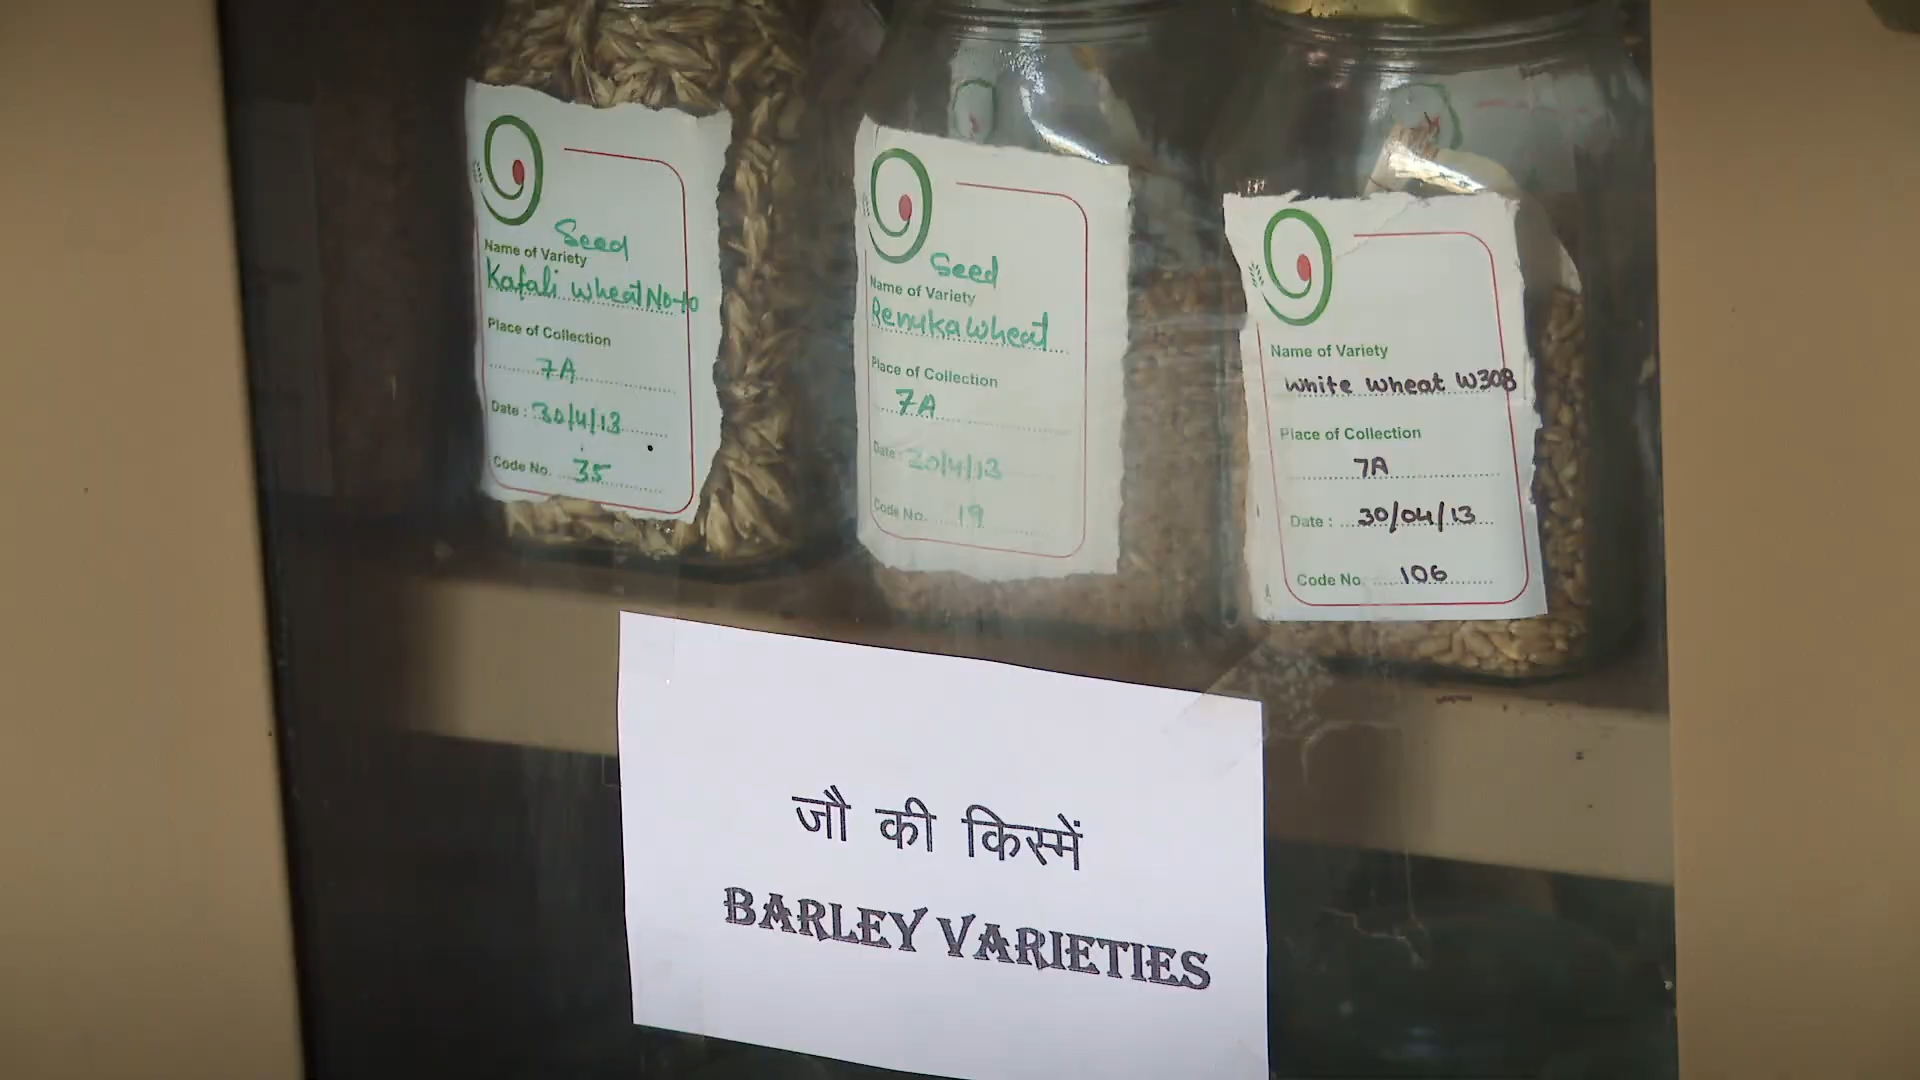 Seed
Name of Variety
Kafali wheat No-10
Place of Collection
7A
Date : 30/4/13
Code No. 35
Seed
Name of Variety
Renuka wheat
Place of Collection
7A
Date : 30/4/13
Code No. 19
Name of Variety
White Wheat W308
Place of Collection
7A
Date : 30/04/13
Code No. 106
जौ की किस्में
BARLEY VARIETIES